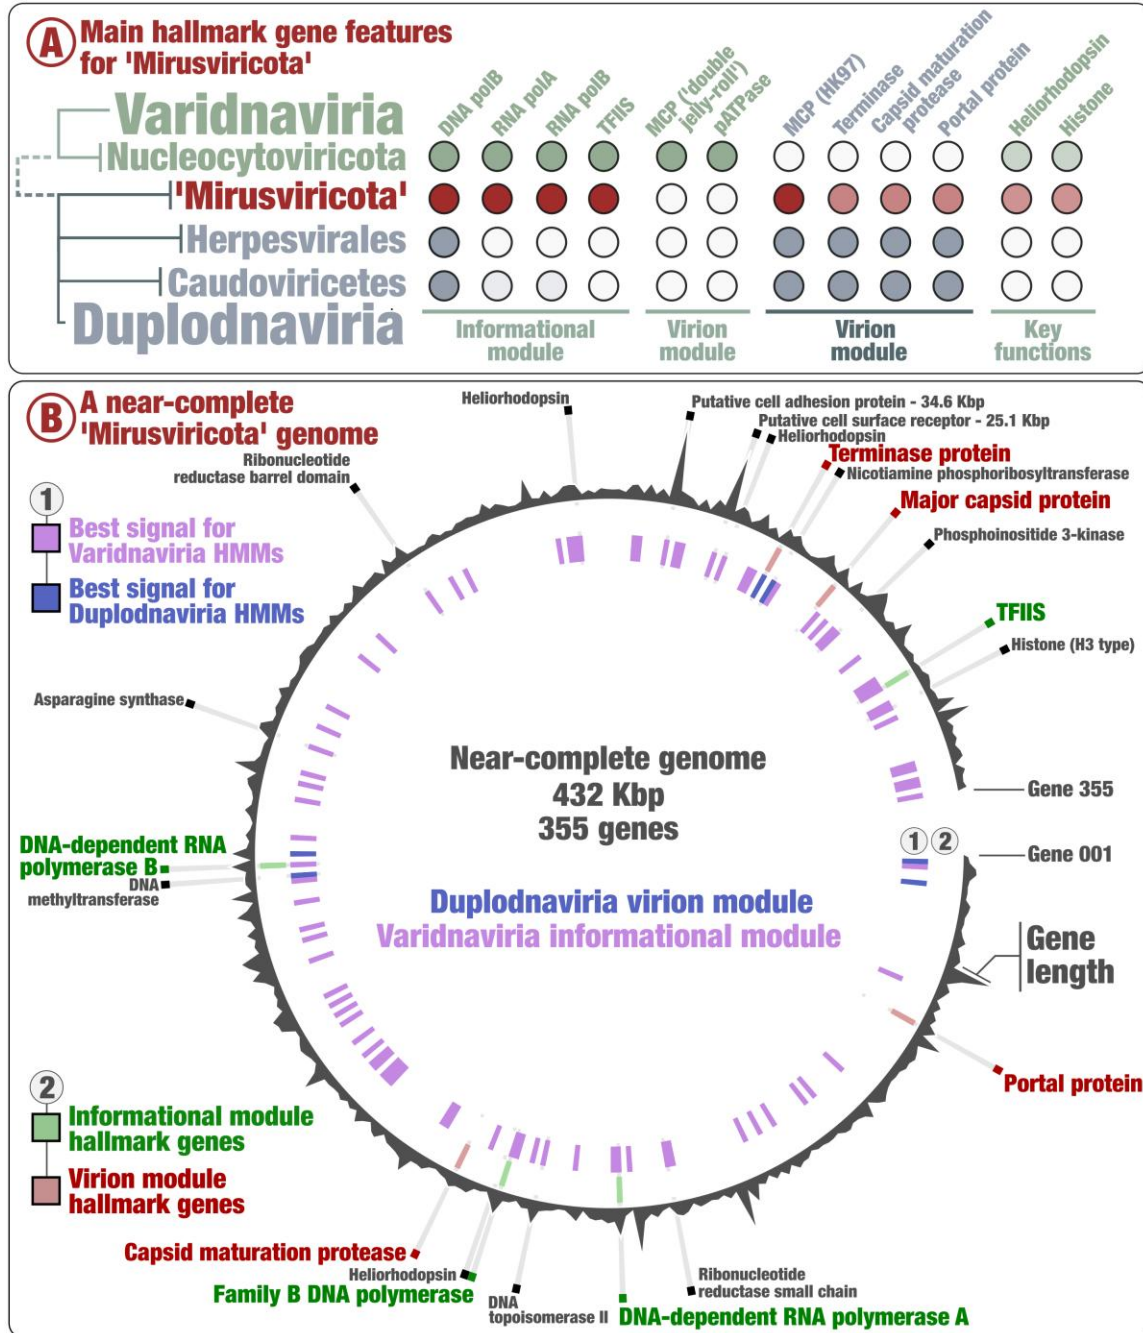 A
Main hallmark gene features
for 'Mirusviricota'
DNA polB
RNA polA
RNA polB
TFIIS
MCP ('double
jelly-roll')
pATPase
MCP (HK97)
Terminase
Capsid maturation
protease
Portal protein
Heliorhodopsin
Histone
Varidnaviria
Nucleocytoviricota
'Mirusviricota'
Herpesvirales
Caudoviricetes
Duplodnaviria
Informational
module
Virion
module
Virion
module
Key
functions
B
A near-complete
'Mirusviricota' genome
Heliorhodopsin
Putative cell adhesion protein - 34.6 Kbp
Putative cell surface receptor - 25.1 Kbp
Heliorhodopsin
Terminase protein
Nicotiamine phosphoribosyltransferase
Ribonucleotide
reductase barrel domain
Major capsid protein
Phosphoinositide 3-kinase
1
Best signal for
Varidnaviria HMMs
Best signal for
Duplodnaviria HMMs
TFIIS
Histone (H3 type)
Asparagine synthase
Near-complete genome
432 Kbp
355 genes
Gene 355
1 2
Gene 001
DNA-dependent RNA
polymerase B
DNA
methyltransferase
Duplodnaviria virion module
Varidnaviria informational module
Gene
length
Portal protein
2
Informational module
hallmark genes
Virion module
hallmark genes
Capsid maturation protease
Heliorhodopsin
Family B DNA polymerase
DNA
topoisomerase II
Ribonucleotide
reductase small chain
DNA-dependent RNA polymerase A